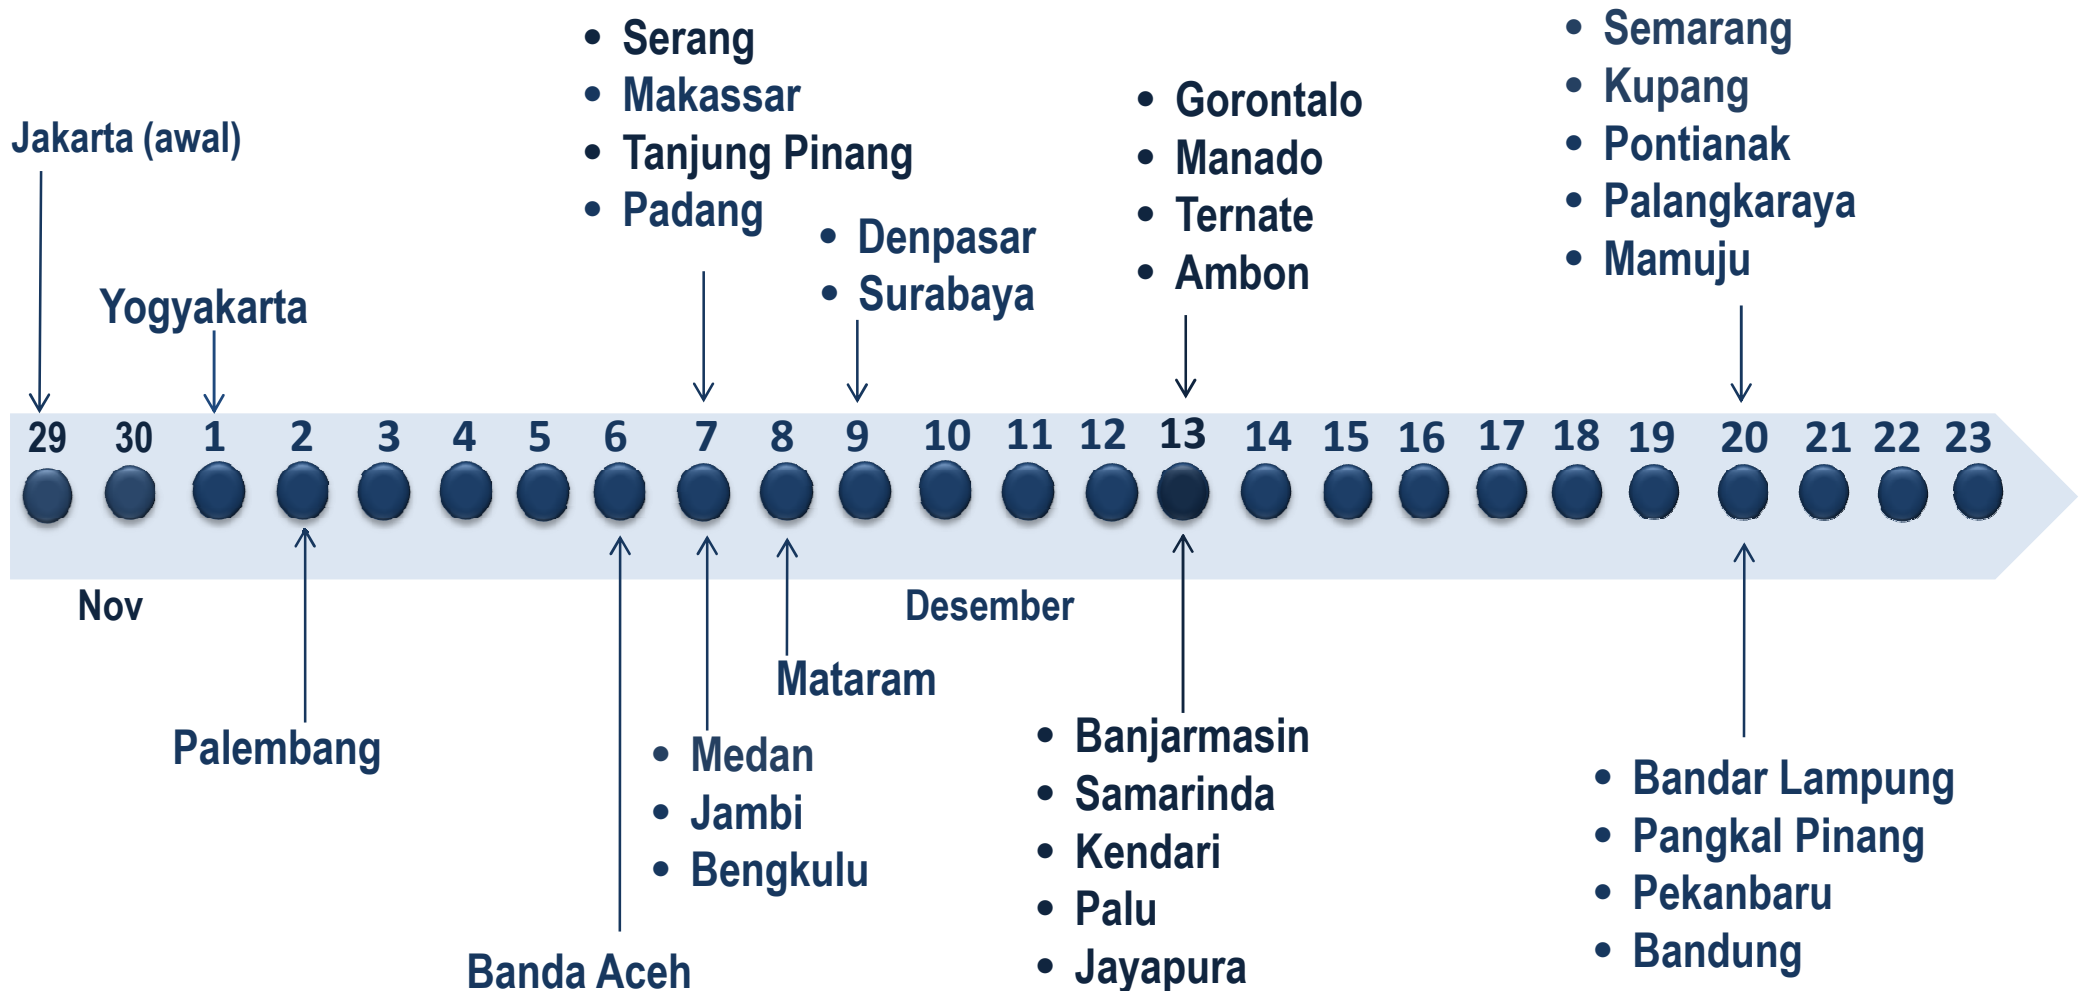 Jakarta (awal)
Yogyakarta
• Serang
• Makassar
• Tanjung Pinang
• Padang
• Denpasar
• Surabaya
• Gorontalo
• Manado
• Ternate
• Ambon
• Semarang
• Kupang
• Pontianak
• Palangkaraya
• Mamuju
29 30 1 2 3 4 5 6 7 8 9 10 11 12 13 14 15 16 17 18 19 20 21 22 23
Nov
Desember
Palembang
Banda Aceh
• Medan
• Jambi
• Bengkulu
Mataram
• Banjarmasin
• Samarinda
• Kendari
• Palu
• Jayapura
• Bandar Lampung
• Pangkal Pinang
• Pekanbaru
• Bandung